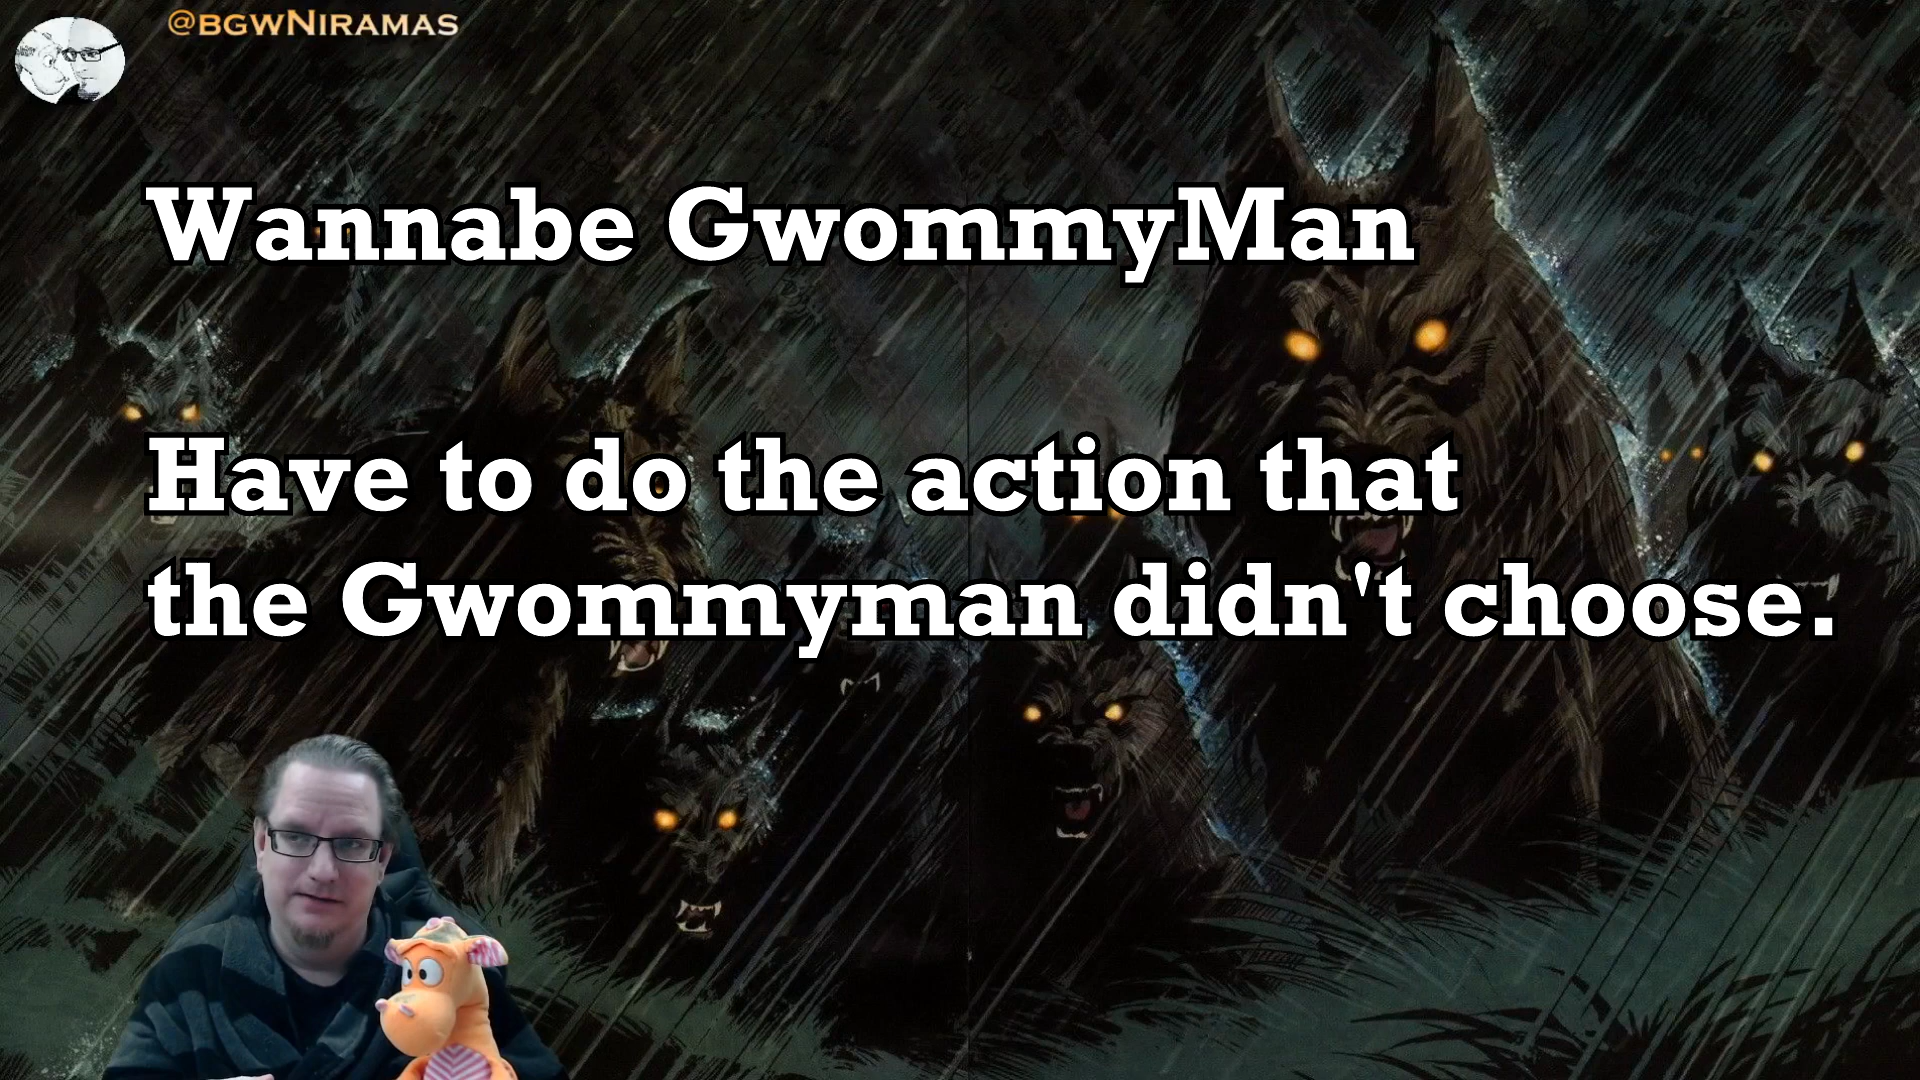 @BGWNIRAMAS
Wannabe GwommyMan
Have to do the action that
the Gwommyman didn't choose.